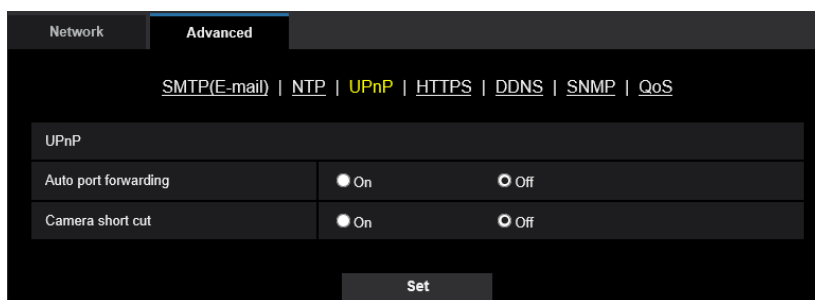 Network Advanced
SMTP(E-mail) | NTP | UPnP | HTTPS | DDNS | SNMP | QoS
UPnP
Auto port forwarding On Off
Camera short cut On Off
Set